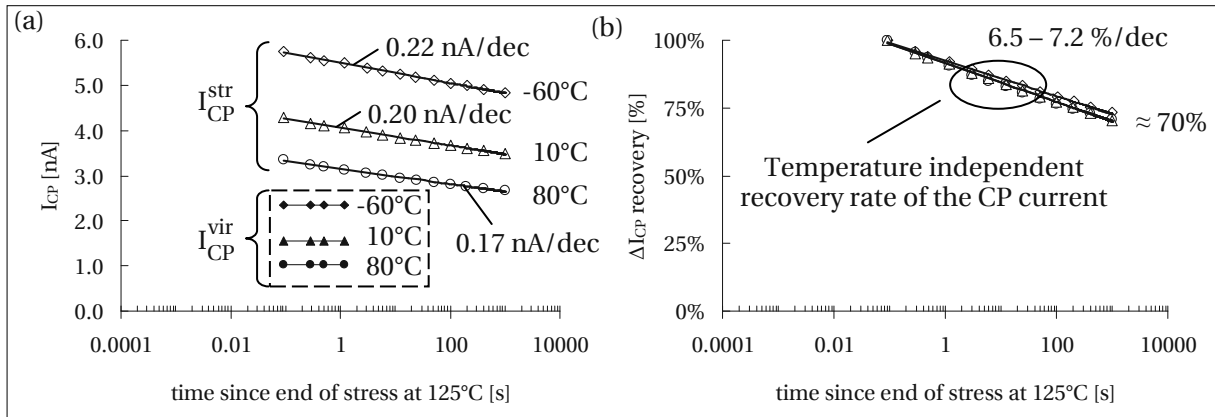 (a)
6.0
5.0
4.0
3.0
2.0
1.0
0.0
I_CP [nA]
I_CP^str
0.22 nA/dec
-60°C
0.20 nA/dec
10°C
80°C
0.17 nA/dec
I_CP^vir
-60°C
10°C
80°C
0.0001 0.01 1 100 10000
time since end of stress at 125°C [s]
(b)
100%
75%
50%
25%
0%
ΔI_CP recovery [%]
6.5 – 7.2 %/dec
≈ 70%
Temperature independent
recovery rate of the CP current
0.0001 0.01 1 100 10000
time since end of stress at 125°C [s]